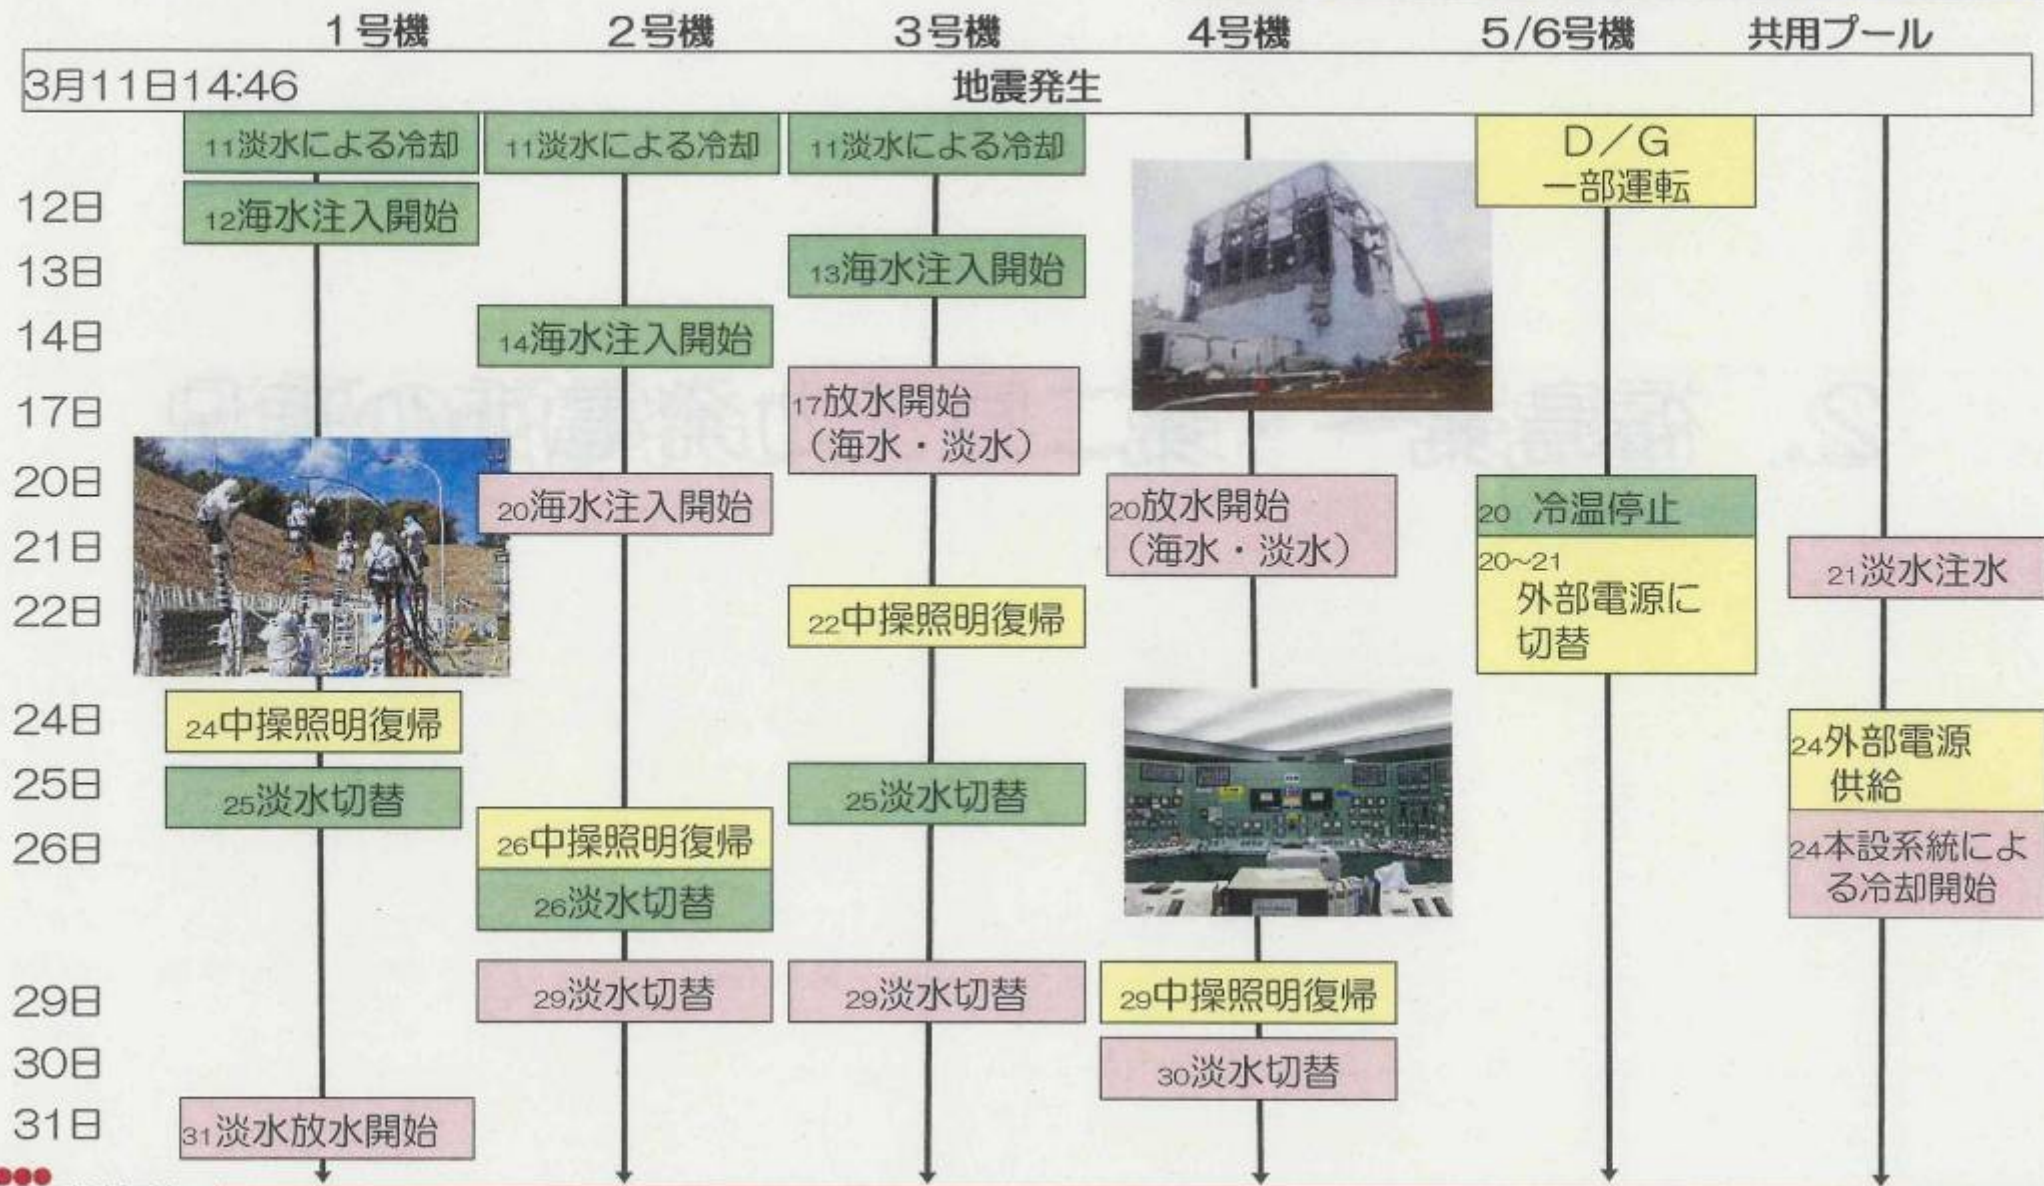 1号機 2号機 3号機 4号機 5/6号機 共用プール
3月11日14:46 地震発生
11淡水による冷却 11淡水による冷却 11淡水による冷却
D/G
一部運転
12日
12海水注入開始
13日
13海水注入開始
14日
14海水注入開始
17日
17放水開始
(海水・淡水)
20日
20海水注入開始
20放水開始
(海水・淡水)
20 冷温停止
21日
20~21
外部電源に
切替
21淡水注水
22日
22中操照明復帰
24日
24中操照明復帰
24外部電源
供給
24本設系統によ
る冷却開始
25日
25淡水切替
25淡水切替
26日
26中操照明復帰
26淡水切替
29日
29淡水切替
29淡水切替
29中操照明復帰
30日
30淡水切替
31日
31淡水放水開始